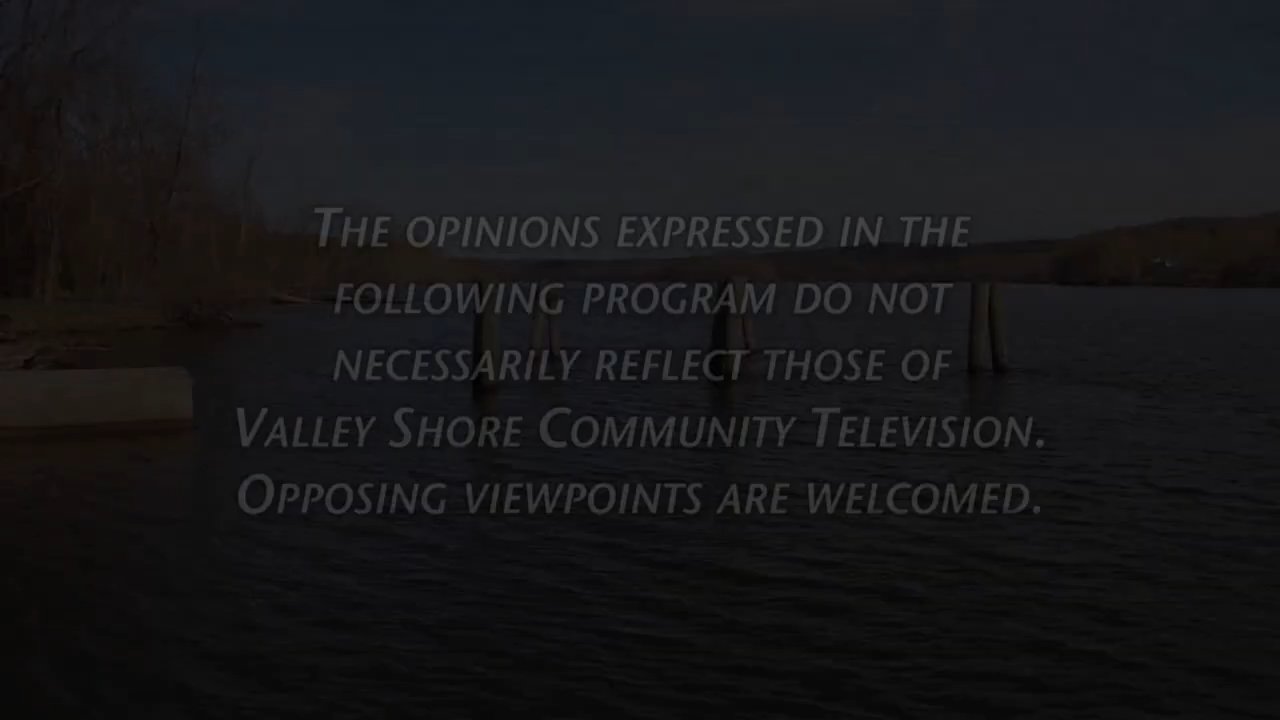 The opinions expressed in the
following program do not
necessarily reflect those of
Valley Shore Community Television.
Opposing viewpoints are welcomed.